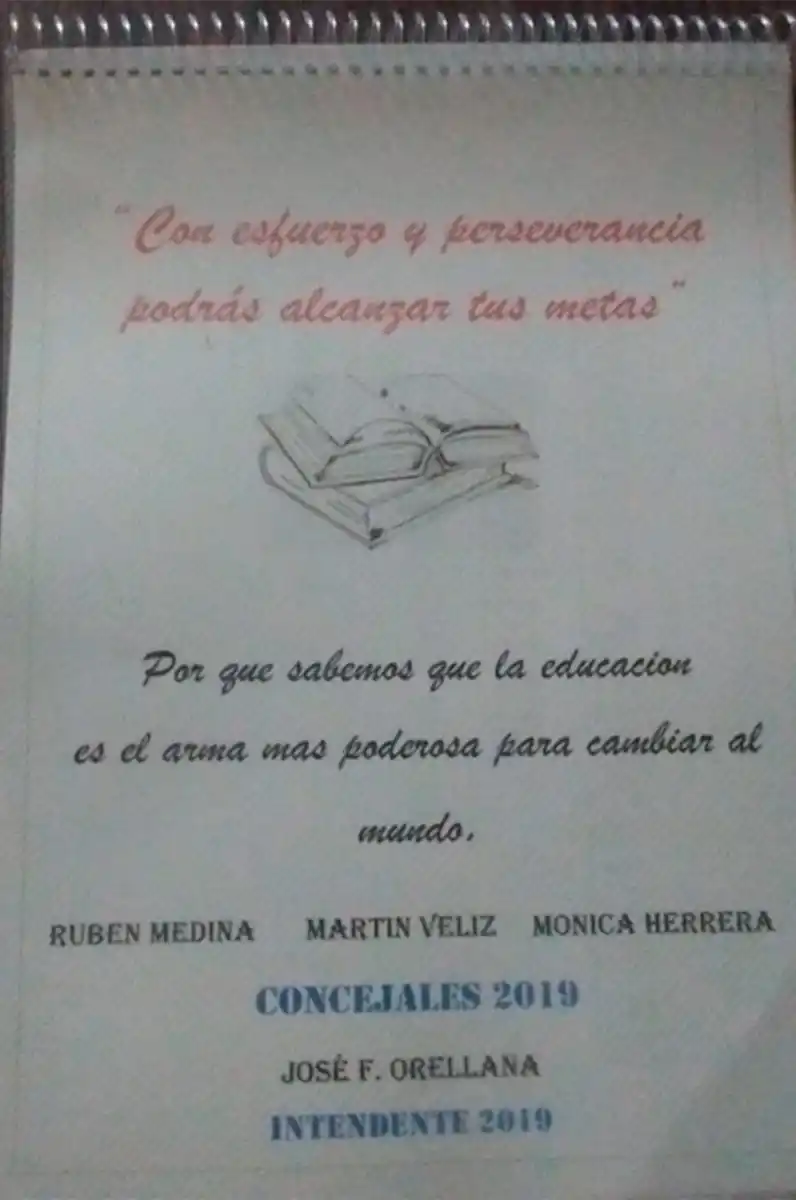 "Con esfuerzo y perseverancia
podrás alcanzar tus metas"
Por que sabemos que la educacion
es el arma mas poderosa para cambiar al
mundo.
RUBEN MEDINA MARTIN VELIZ MONICA HERRERA
CONCEJALES 2019
JOSÉ F. ORELLANA
INTENDENTE 2019